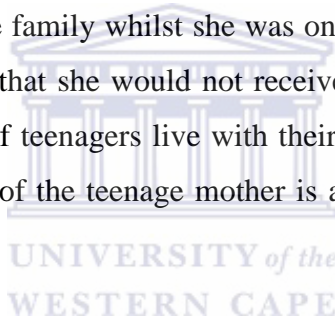 e family whilst she was on
that she would not receive
f teenagers live with their
of the teenage mother is a
UNIVERSITY of the
WESTERN CAPE